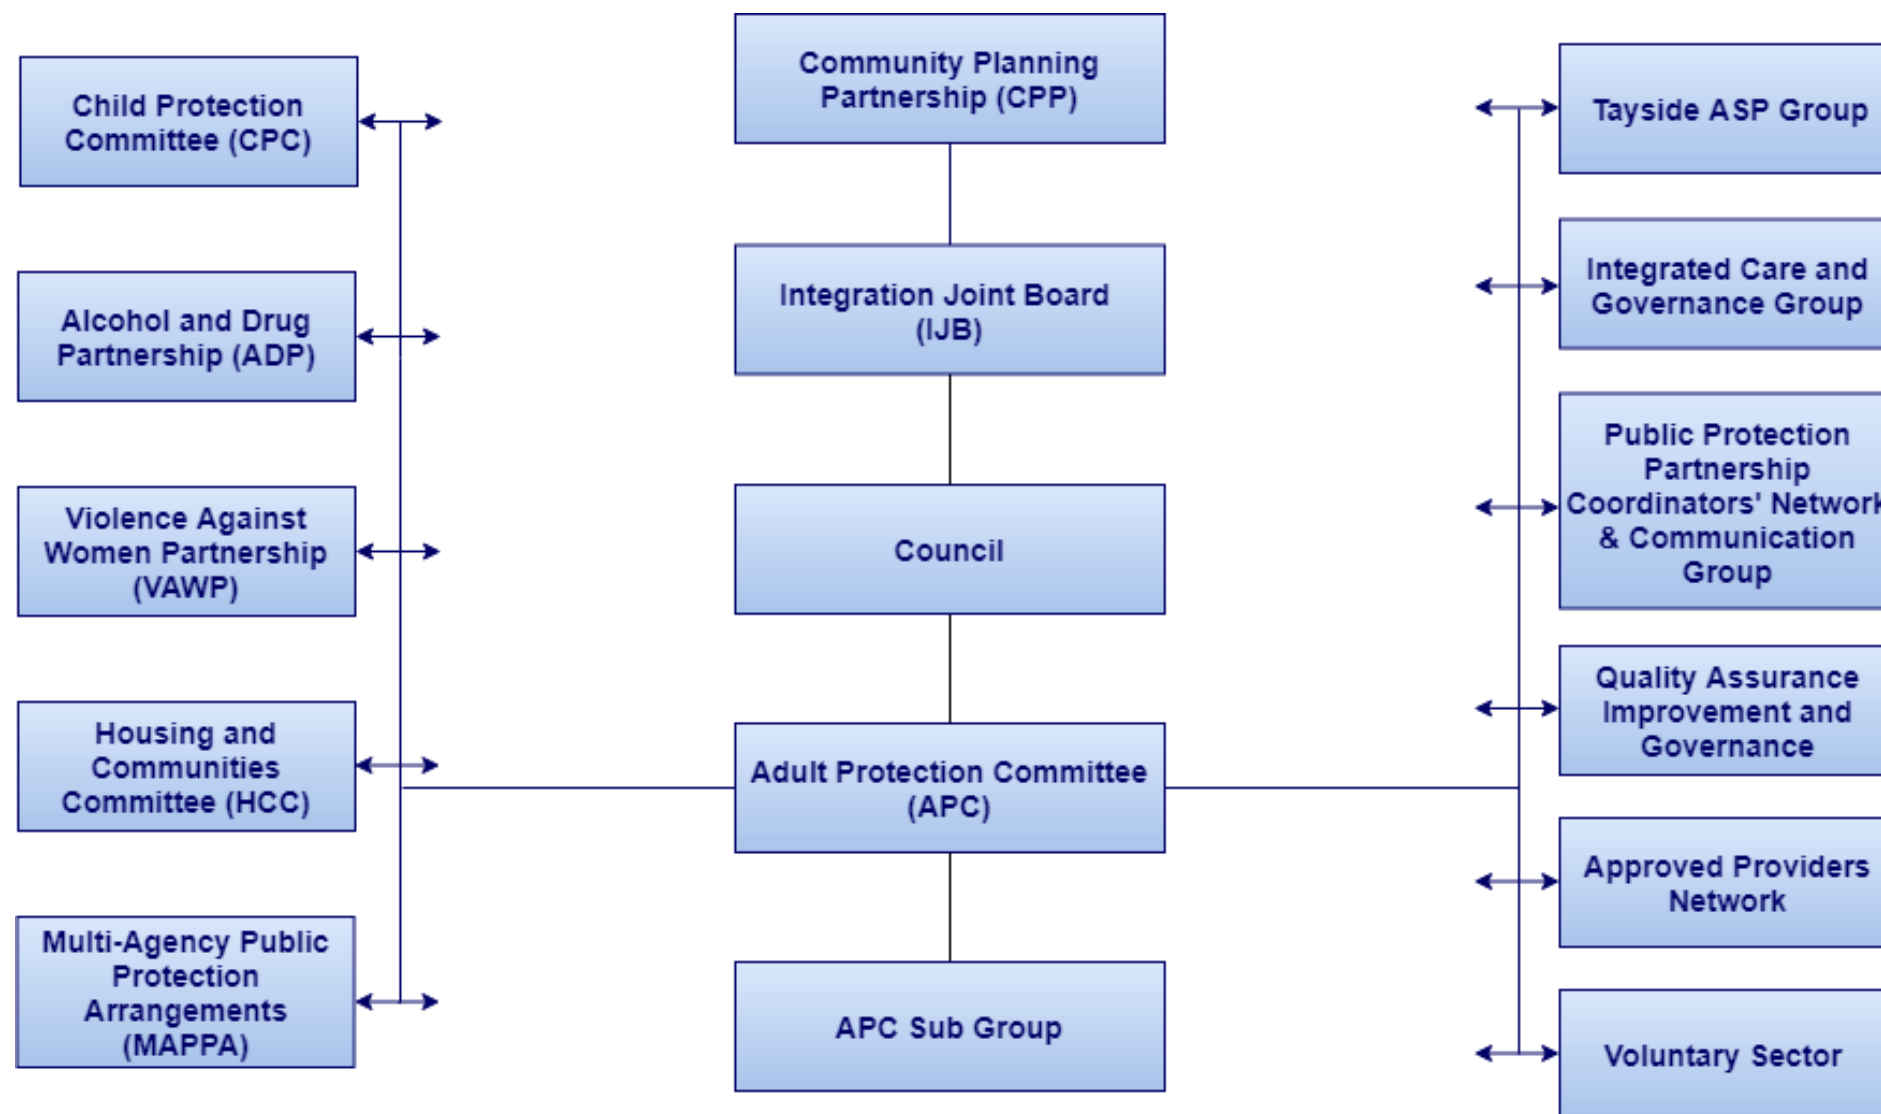 Child Protection
Committee (CPC)
Alcohol and Drug
Partnership (ADP)
Violence Against
Women Partnership
(VAWP)
Housing and
Communities
Committee (HCC)
Multi-Agency Public
Protection
Arrangements
(MAPPA)
Community Planning
Partnership (CPP)
Integration Joint Board
(IJB)
Council
Adult Protection Committee
(APC)
APC Sub Group
Tayside ASP Group
Integrated Care and
Governance Group
Public Protection
Partnership
Coordinators' Network
& Communication
Group
Quality Assurance
Improvement and
Governance
Approved Providers
Network
Voluntary Sector